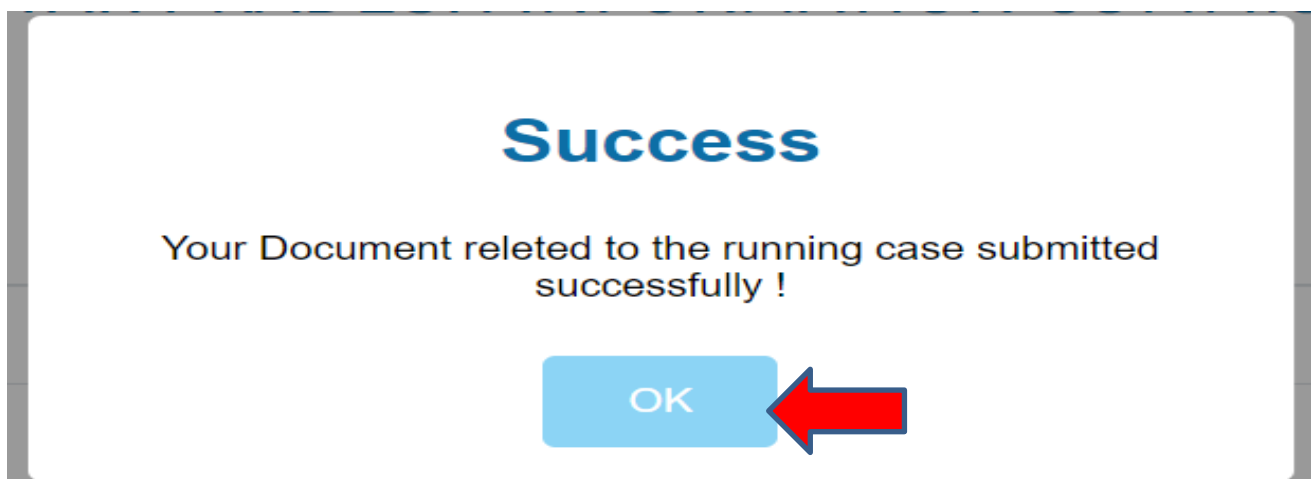 Success
Your Document releted to the running case submitted
successfully !
OK